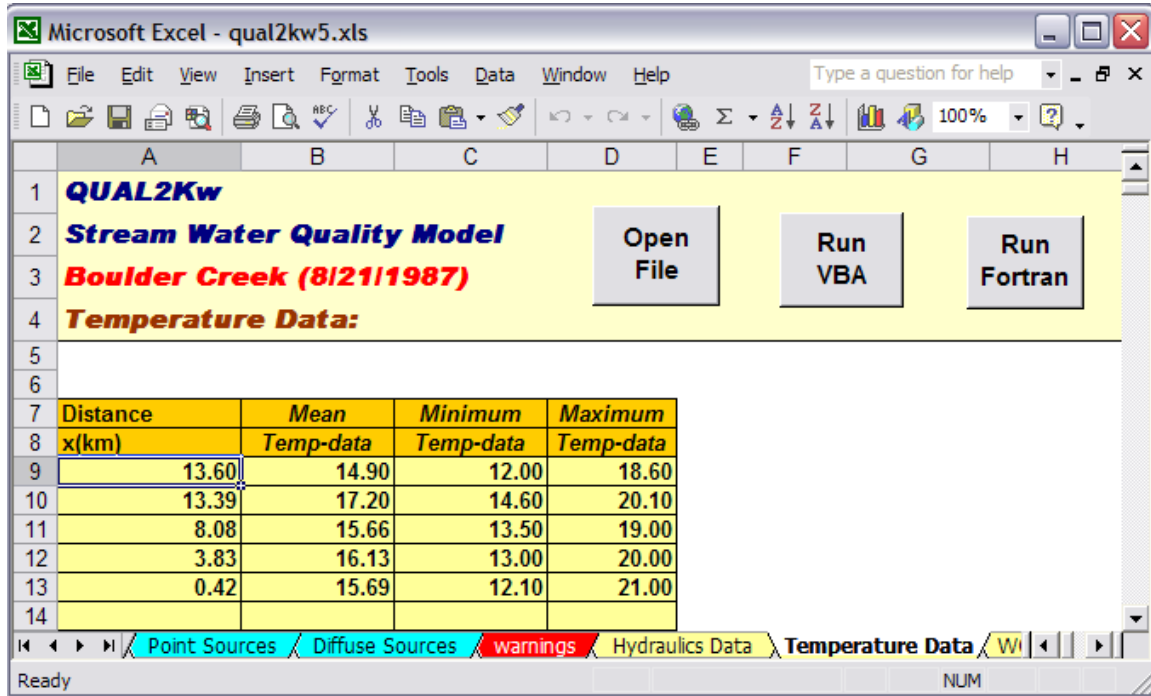 Microsoft Excel - qual2kw5.xls
File Edit View Insert Format Tools Data Window Help Type a question for help
ABC Σ A Z Z A 100% ?
A B C D E F G H
1 QUAL2Kw
2 Stream Water Quality Model
3 Boulder Creek (8/21/1987)
4 Temperature Data:
Open File
Run VBA
Run Fortran
5
6
7 Distance Mean Minimum Maximum
8 x(km) Temp-data Temp-data Temp-data
9 13.60 14.90 12.00 18.60
10 13.39 17.20 14.60 20.10
11 8.08 15.66 13.50 19.00
12 3.83 16.13 13.00 20.00
13 0.42 15.69 12.10 21.00
14
Point Sources Diffuse Sources warnings Hydraulics Data Temperature Data
Ready NUM